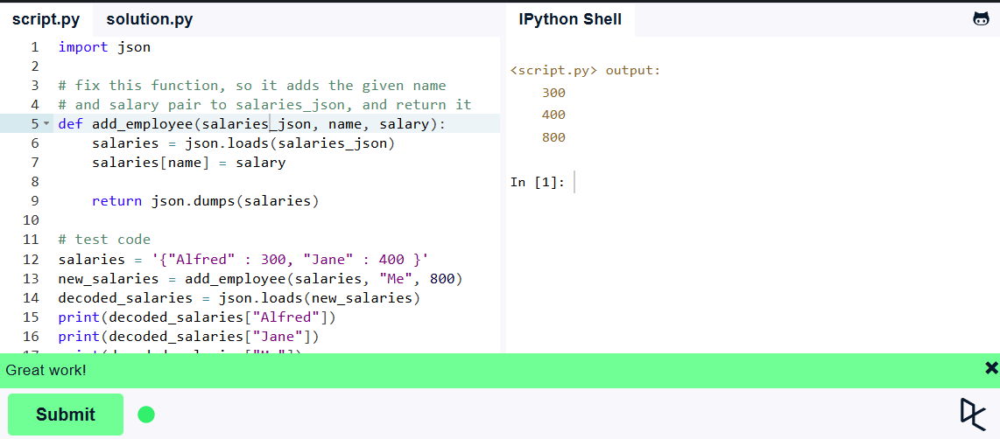 script.py solution.py IPython Shell
1 import json
2
3 # fix this function, so it adds the given name
4 # and salary pair to salaries_json, and return it
5 def add_employee(salaries_json, name, salary):
6 salaries = json.loads(salaries_json)
7 salaries[name] = salary
8
9 return json.dumps(salaries)
10
11 # test code
12 salaries = '{"Alfred" : 300, "Jane" : 400 }'
13 new_salaries = add_employee(salaries, "Me", 800)
14 decoded_salaries = json.loads(new_salaries)
15 print(decoded_salaries["Alfred"])
16 print(decoded_salaries["Jane"])
<script.py> output:
300
400
800
In [1]:
Great work!
Submit